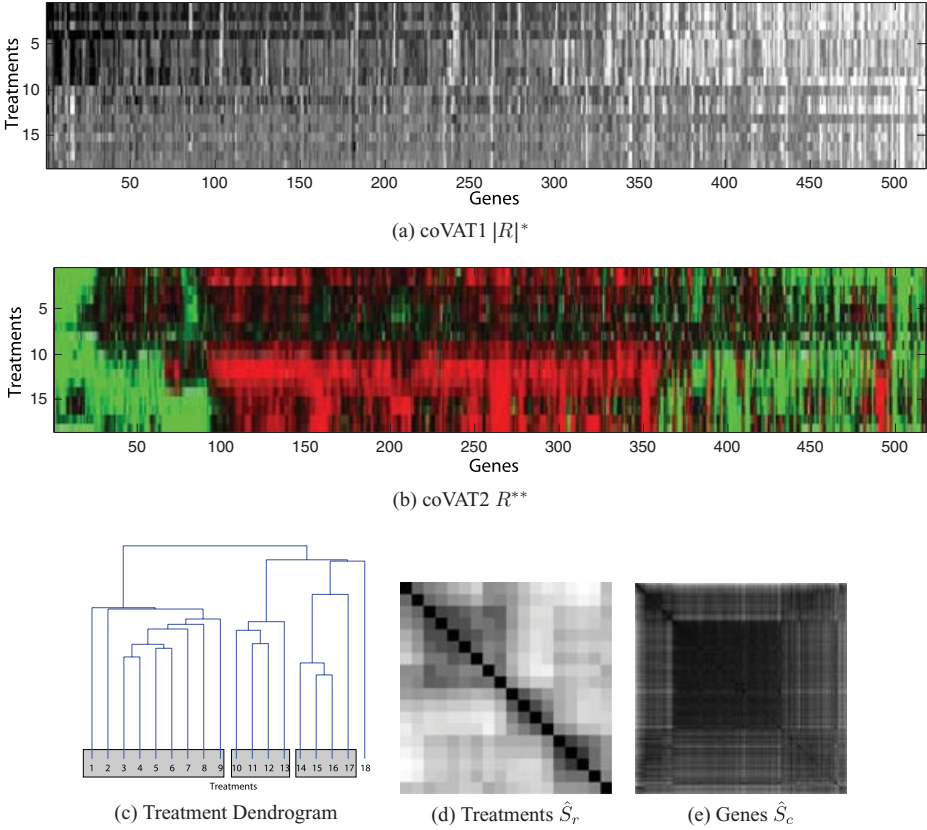 Treatments
5
10
15
50 100 150 200 250 300 350 400 450 500
Genes
(a) coVAT1 |R|*
Treatments
5
10
15
50 100 150 200 250 300 350 400 450 500
Genes
(b) coVAT2 R**
1 2 3 4 5 6 7 8 9 10 11 12 13 14 15 16 17 18
Treatments
(c) Treatment Dendrogram
(d) Treatments Ŝr
(e) Genes Ŝc